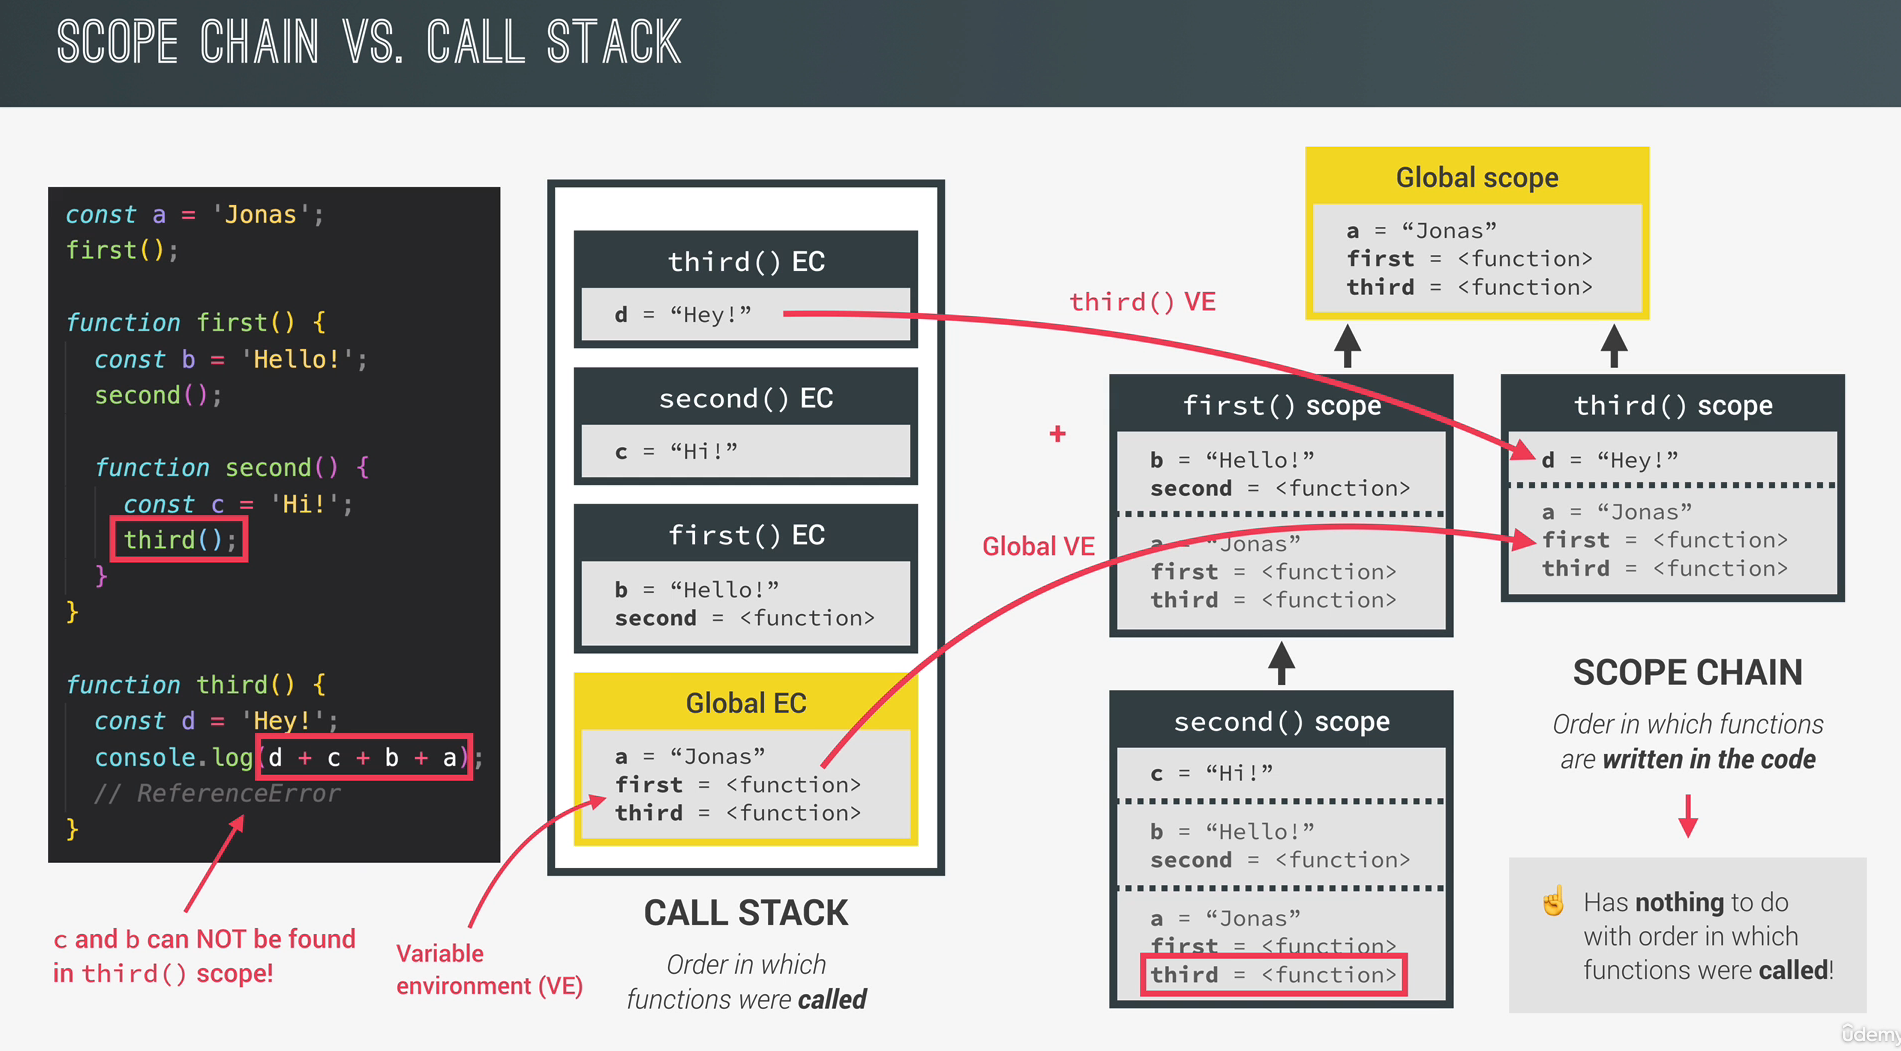 SCOPE CHAIN VS. CALL STACK
const a = 'Jonas';
first();
function first() {
const b = 'Hello!';
second();
function second() {
const c = 'Hi!';
third();
}
}
function third() {
const d = 'Hey!';
console.log(d + c + b + a);
// ReferenceError
}
c and b can NOT be found
in third() scope!
third() EC
d = “Hey!”
second() EC
c = “Hi!”
first() EC
b = “Hello!”
second = <function>
Global EC
a = “Jonas”
first = <function>
third = <function>
Variable
environment (VE)
CALL STACK
Order in which
functions were called
third() VE
+
Global VE
Global scope
a = “Jonas”
first = <function>
third = <function>
first() scope
b = “Hello!”
second = <function>
a = “Jonas”
first = <function>
third = <function>
second() scope
c = “Hi!”
b = “Hello!”
second = <function>
a = “Jonas”
first = <function>
third = <function>
third() scope
d = “Hey!”
a = “Jonas”
first = <function>
third = <function>
SCOPE CHAIN
Order in which functions
are written in the code
☝ Has nothing to do
with order in which
functions were called!
udemy